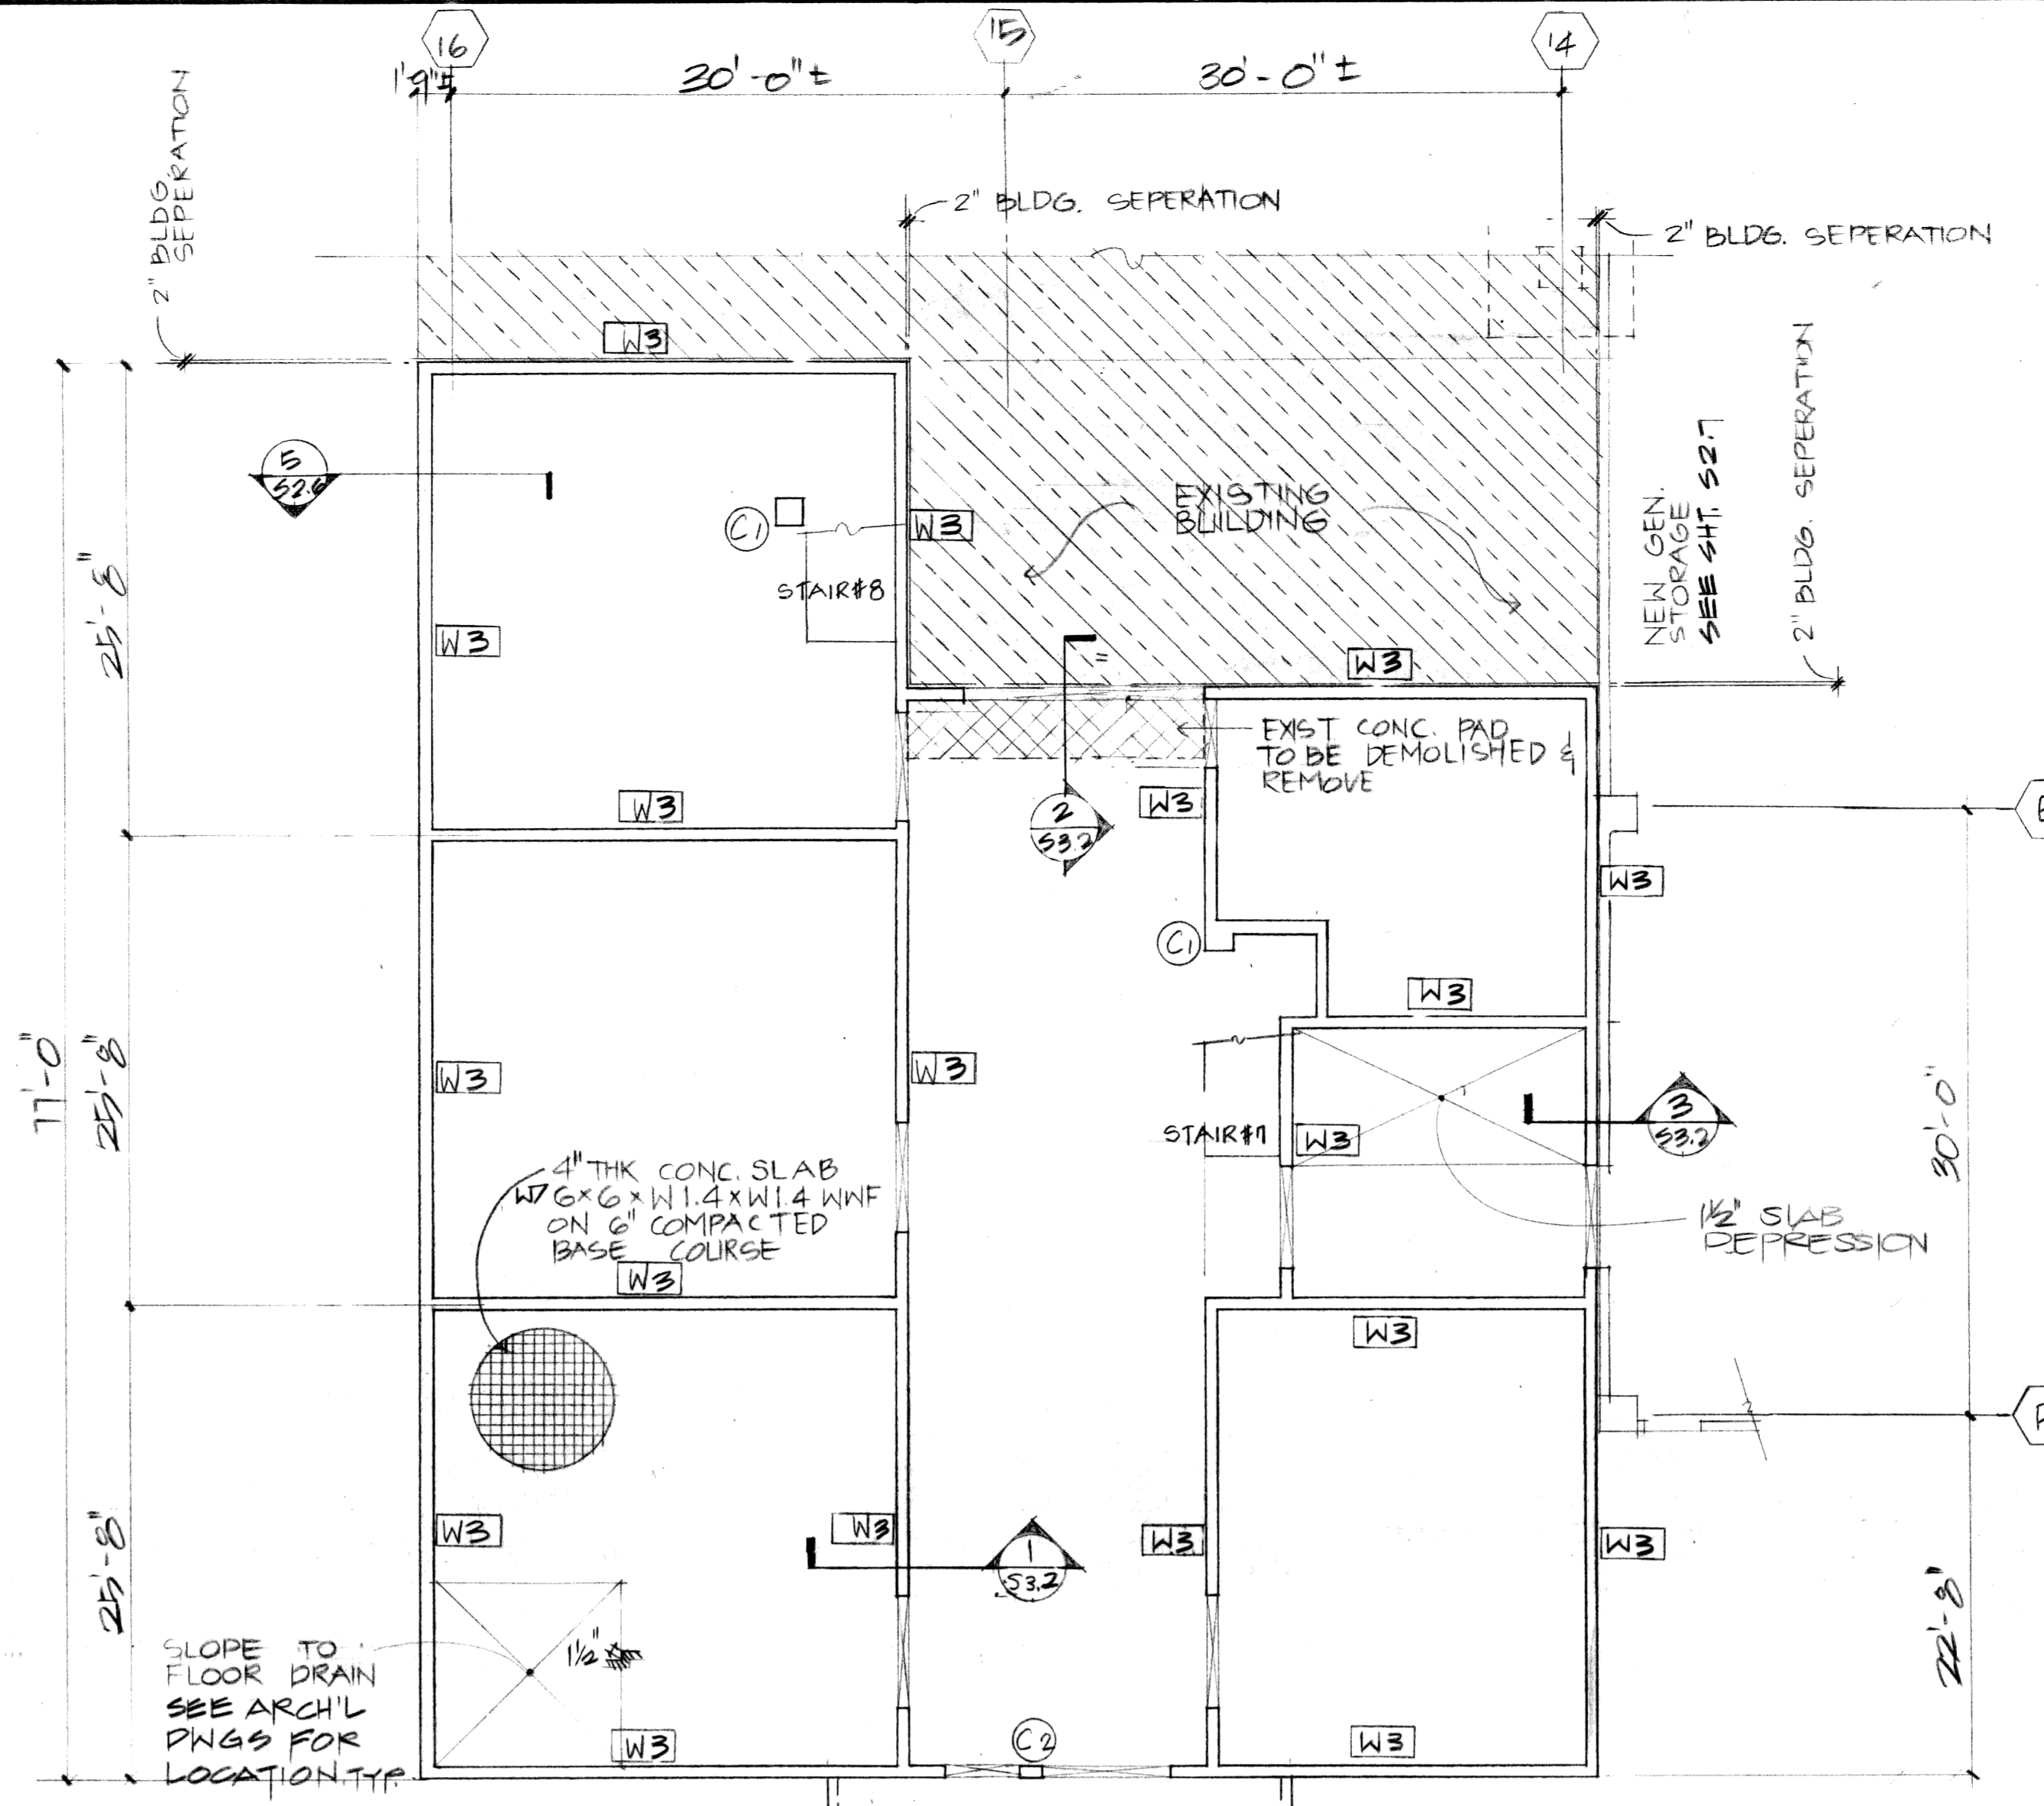 16
15
14
1'-9"±
30'-0"±
30'-0"±
2" BLDG.
SEPERATION
2" BLDG. SEPERATION
2" BLDG. SEPERATION
W3
5
S2.6
C1
W3
EXISTING
BUILDING
STAIR#8
NEW GEN.
STORAGE
SEE SHT. S2.7
2" BLDG. SEPERATION
25'-8"
W3
W3
EXIST CONC. PAD
TO BE DEMOLISHED &
REMOVE
W3
W3
2
S3.2
W3
C1
W3
77'-0"
25'-8"
W3
W3
STAIR#7
W3
3
S3.2
30'-0"
4" THK CONC. SLAB
W/ 6×6×W1.4×W1.4 WWF
ON 6" COMPACTED
BASE COURSE
1½" SLAB
DEPRESSION
W3
W3
25'-8"
W3
W3
W3
W3
1
S3.2
22'-8"
SLOPE TO
FLOOR DRAIN
SEE ARCH'L
DWGS FOR
LOCATION, TYP.
1½"
W3
C2
W3